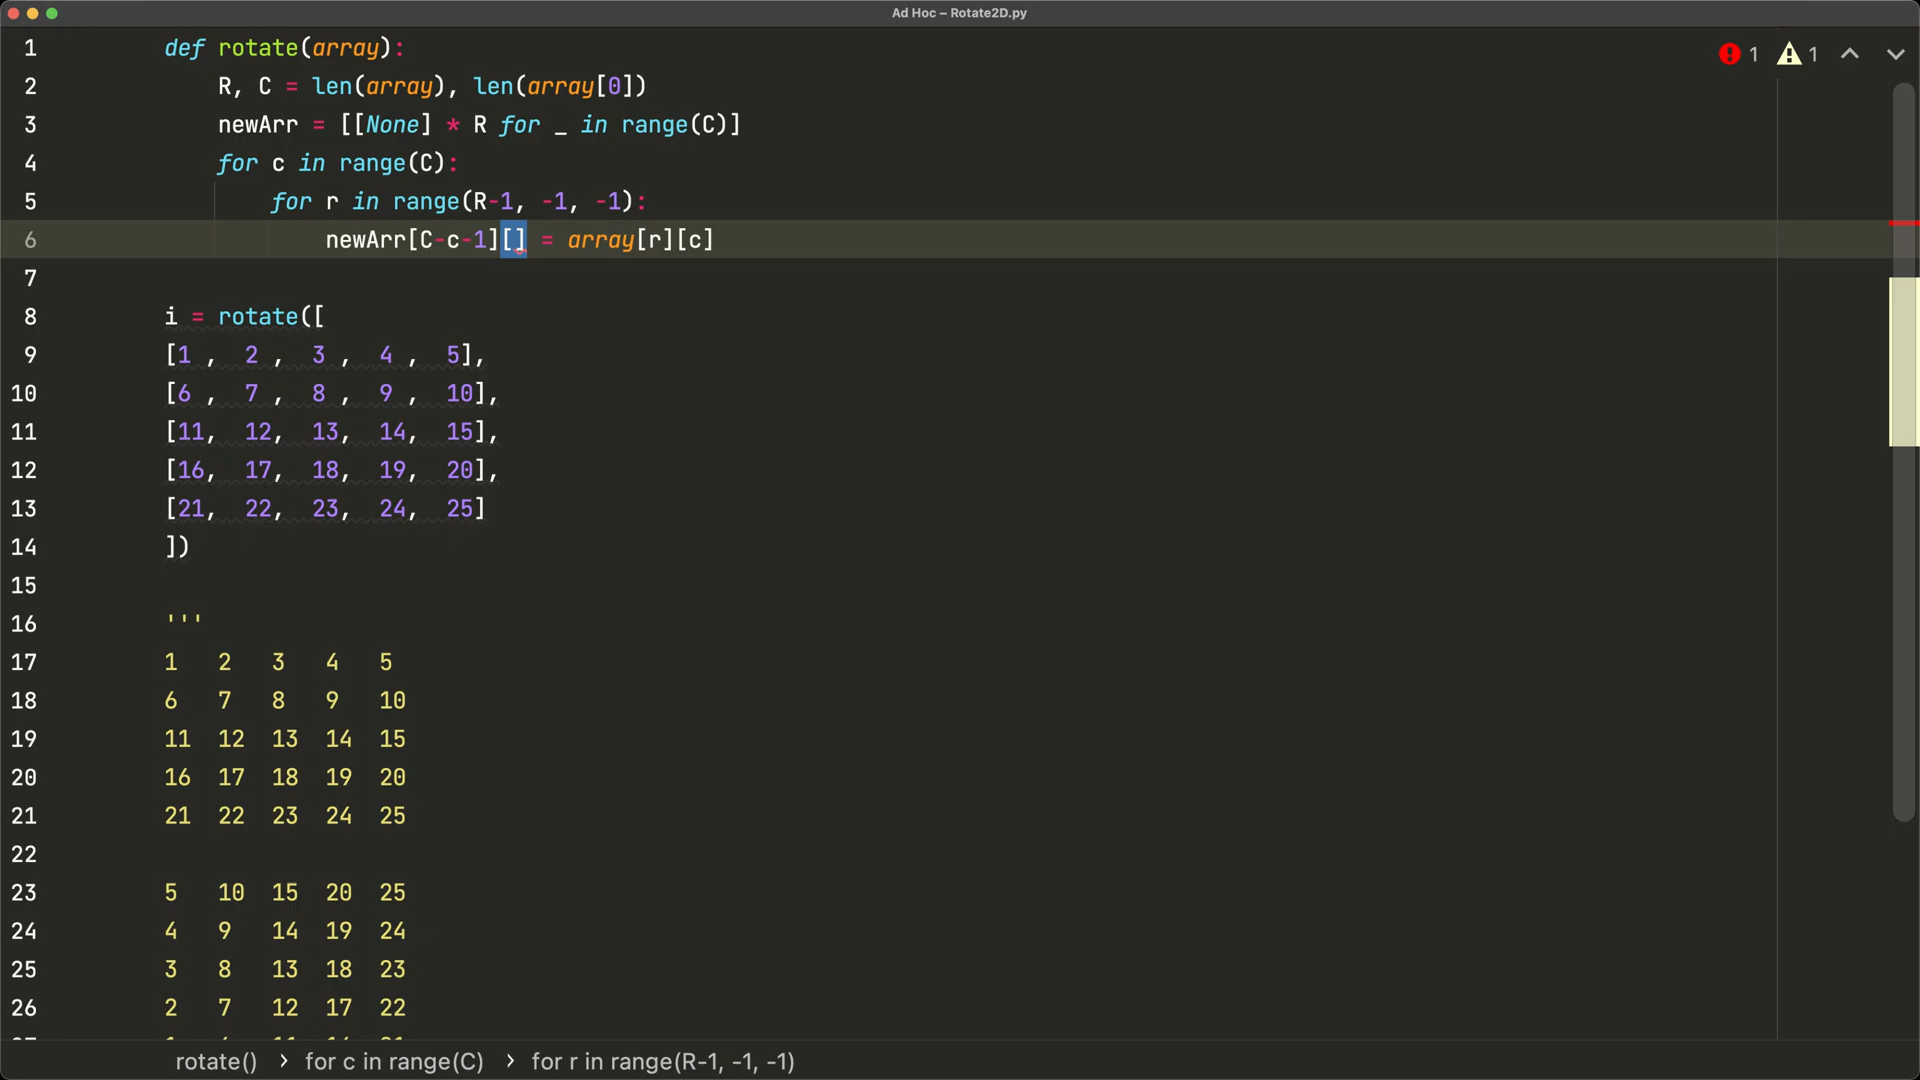 Ad Hoc – Rotate2D.py
1 def rotate(array):
2 R, C = len(array), len(array[0])
3 newArr = [[None] * R for _ in range(C)]
4 for c in range(C):
5 for r in range(R-1, -1, -1):
6 newArr[C-c-1][] = array[r][c]
7
8 i = rotate([
9 [1 , 2 , 3 , 4 , 5],
10 [6 , 7 , 8 , 9 , 10],
11 [11, 12, 13, 14, 15],
12 [16, 17, 18, 19, 20],
13 [21, 22, 23, 24, 25]
14 ])
15
16 '''
17 1 2 3 4 5
18 6 7 8 9 10
19 11 12 13 14 15
20 16 17 18 19 20
21 21 22 23 24 25
22
23 5 10 15 20 25
24 4 9 14 19 24
25 3 8 13 18 23
26 2 7 12 17 22
1 1
rotate() > for c in range(C) > for r in range(R-1, -1, -1)